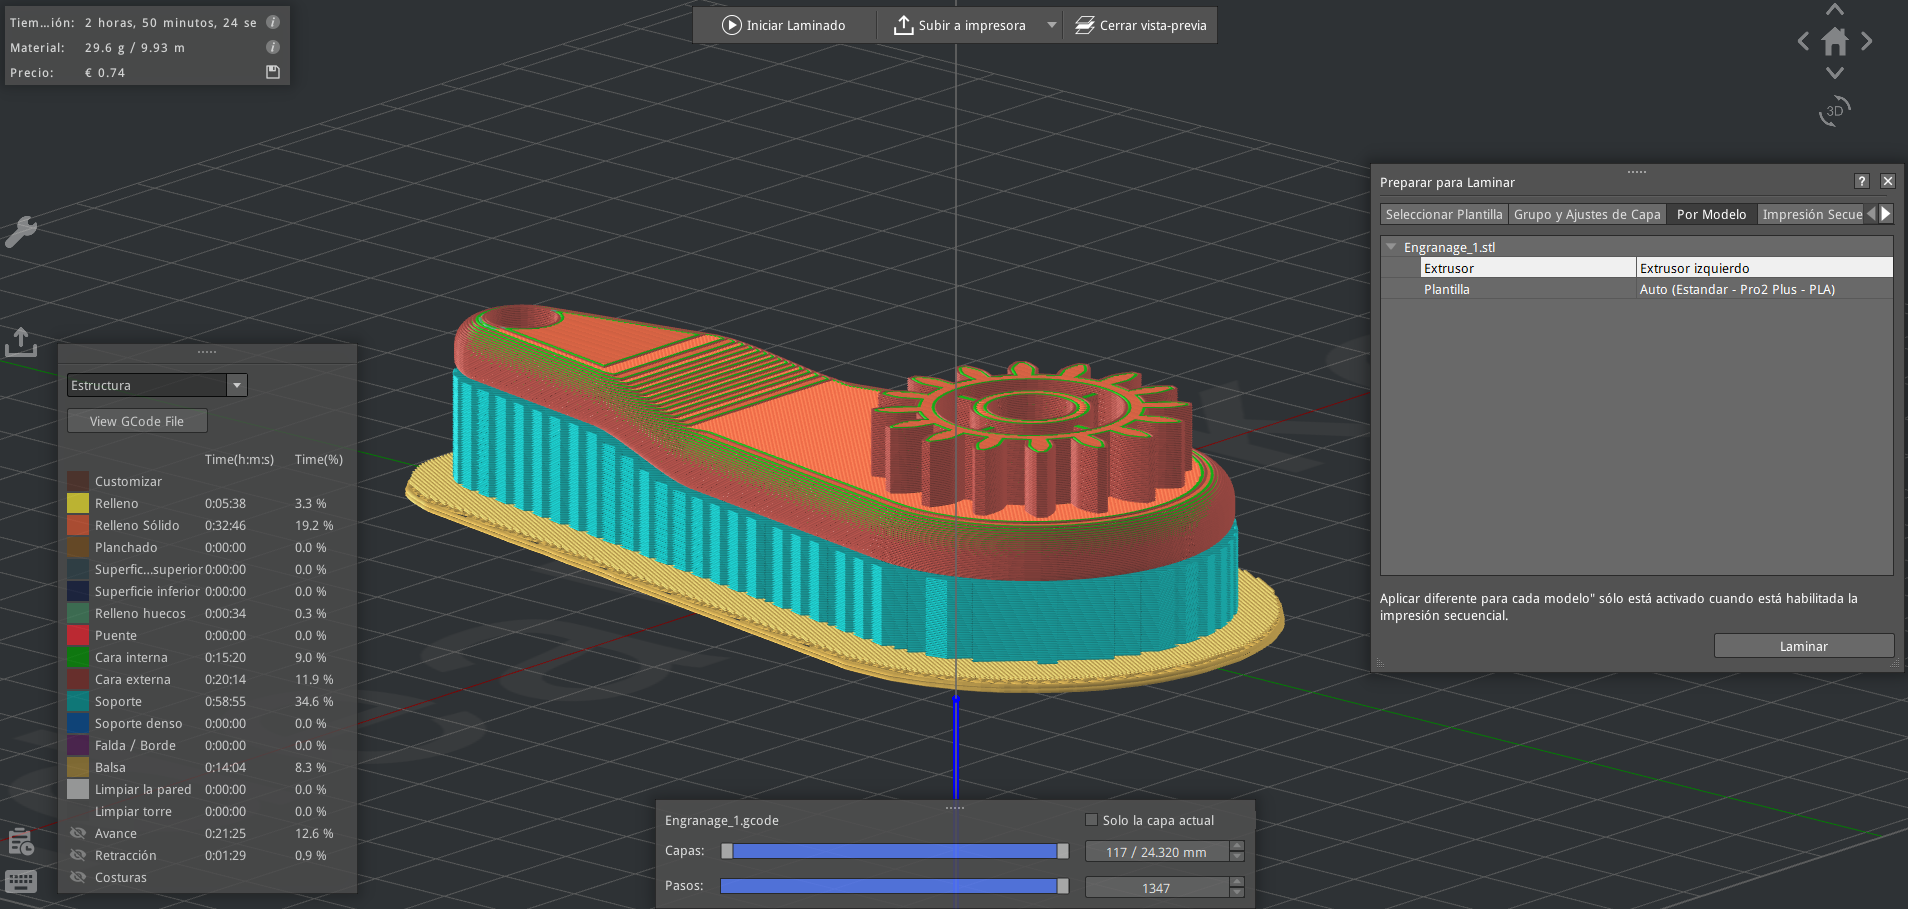 Tiem...ión: 2 horas, 50 minutos, 24 se
Material: 29.6 g / 9.93 m
Precio: € 0.74
Iniciar Laminado
Subir a impresora
Cerrar vista-previa
3D
Preparar para Laminar
?
Seleccionar Plantilla Grupo y Ajustes de Capa Por Modelo Impresión Secue
Engranage_1.stl
Extrusor Extrusor izquierdo
Plantilla Auto (Estandar - Pro2 Plus - PLA)
Aplicar diferente para cada modelo" sólo está activado cuando está habilitada la
impresión secuencial.
Laminar
Estructura
View GCode File
Time(h:m:s) Time(%)
Customizar
Relleno 0:05:38 3.3 %
Relleno Sólido 0:32:46 19.2 %
Planchado 0:00:00 0.0 %
Superfic...superior 0:00:00 0.0 %
Superficie inferior 0:00:00 0.0 %
Relleno huecos 0:00:34 0.3 %
Puente 0:00:00 0.0 %
Cara interna 0:15:20 9.0 %
Cara externa 0:20:14 11.9 %
Soporte 0:58:55 34.6 %
Soporte denso 0:00:00 0.0 %
Falda / Borde 0:00:00 0.0 %
Balsa 0:14:04 8.3 %
Limpiar la pared 0:00:00 0.0 %
Limpiar torre 0:00:00 0.0 %
Avance 0:21:25 12.6 %
Retracción 0:01:29 0.9 %
Costuras
Engranage_1.gcode
Solo la capa actual
Capas: 117 / 24.320 mm
Pasos: 1347